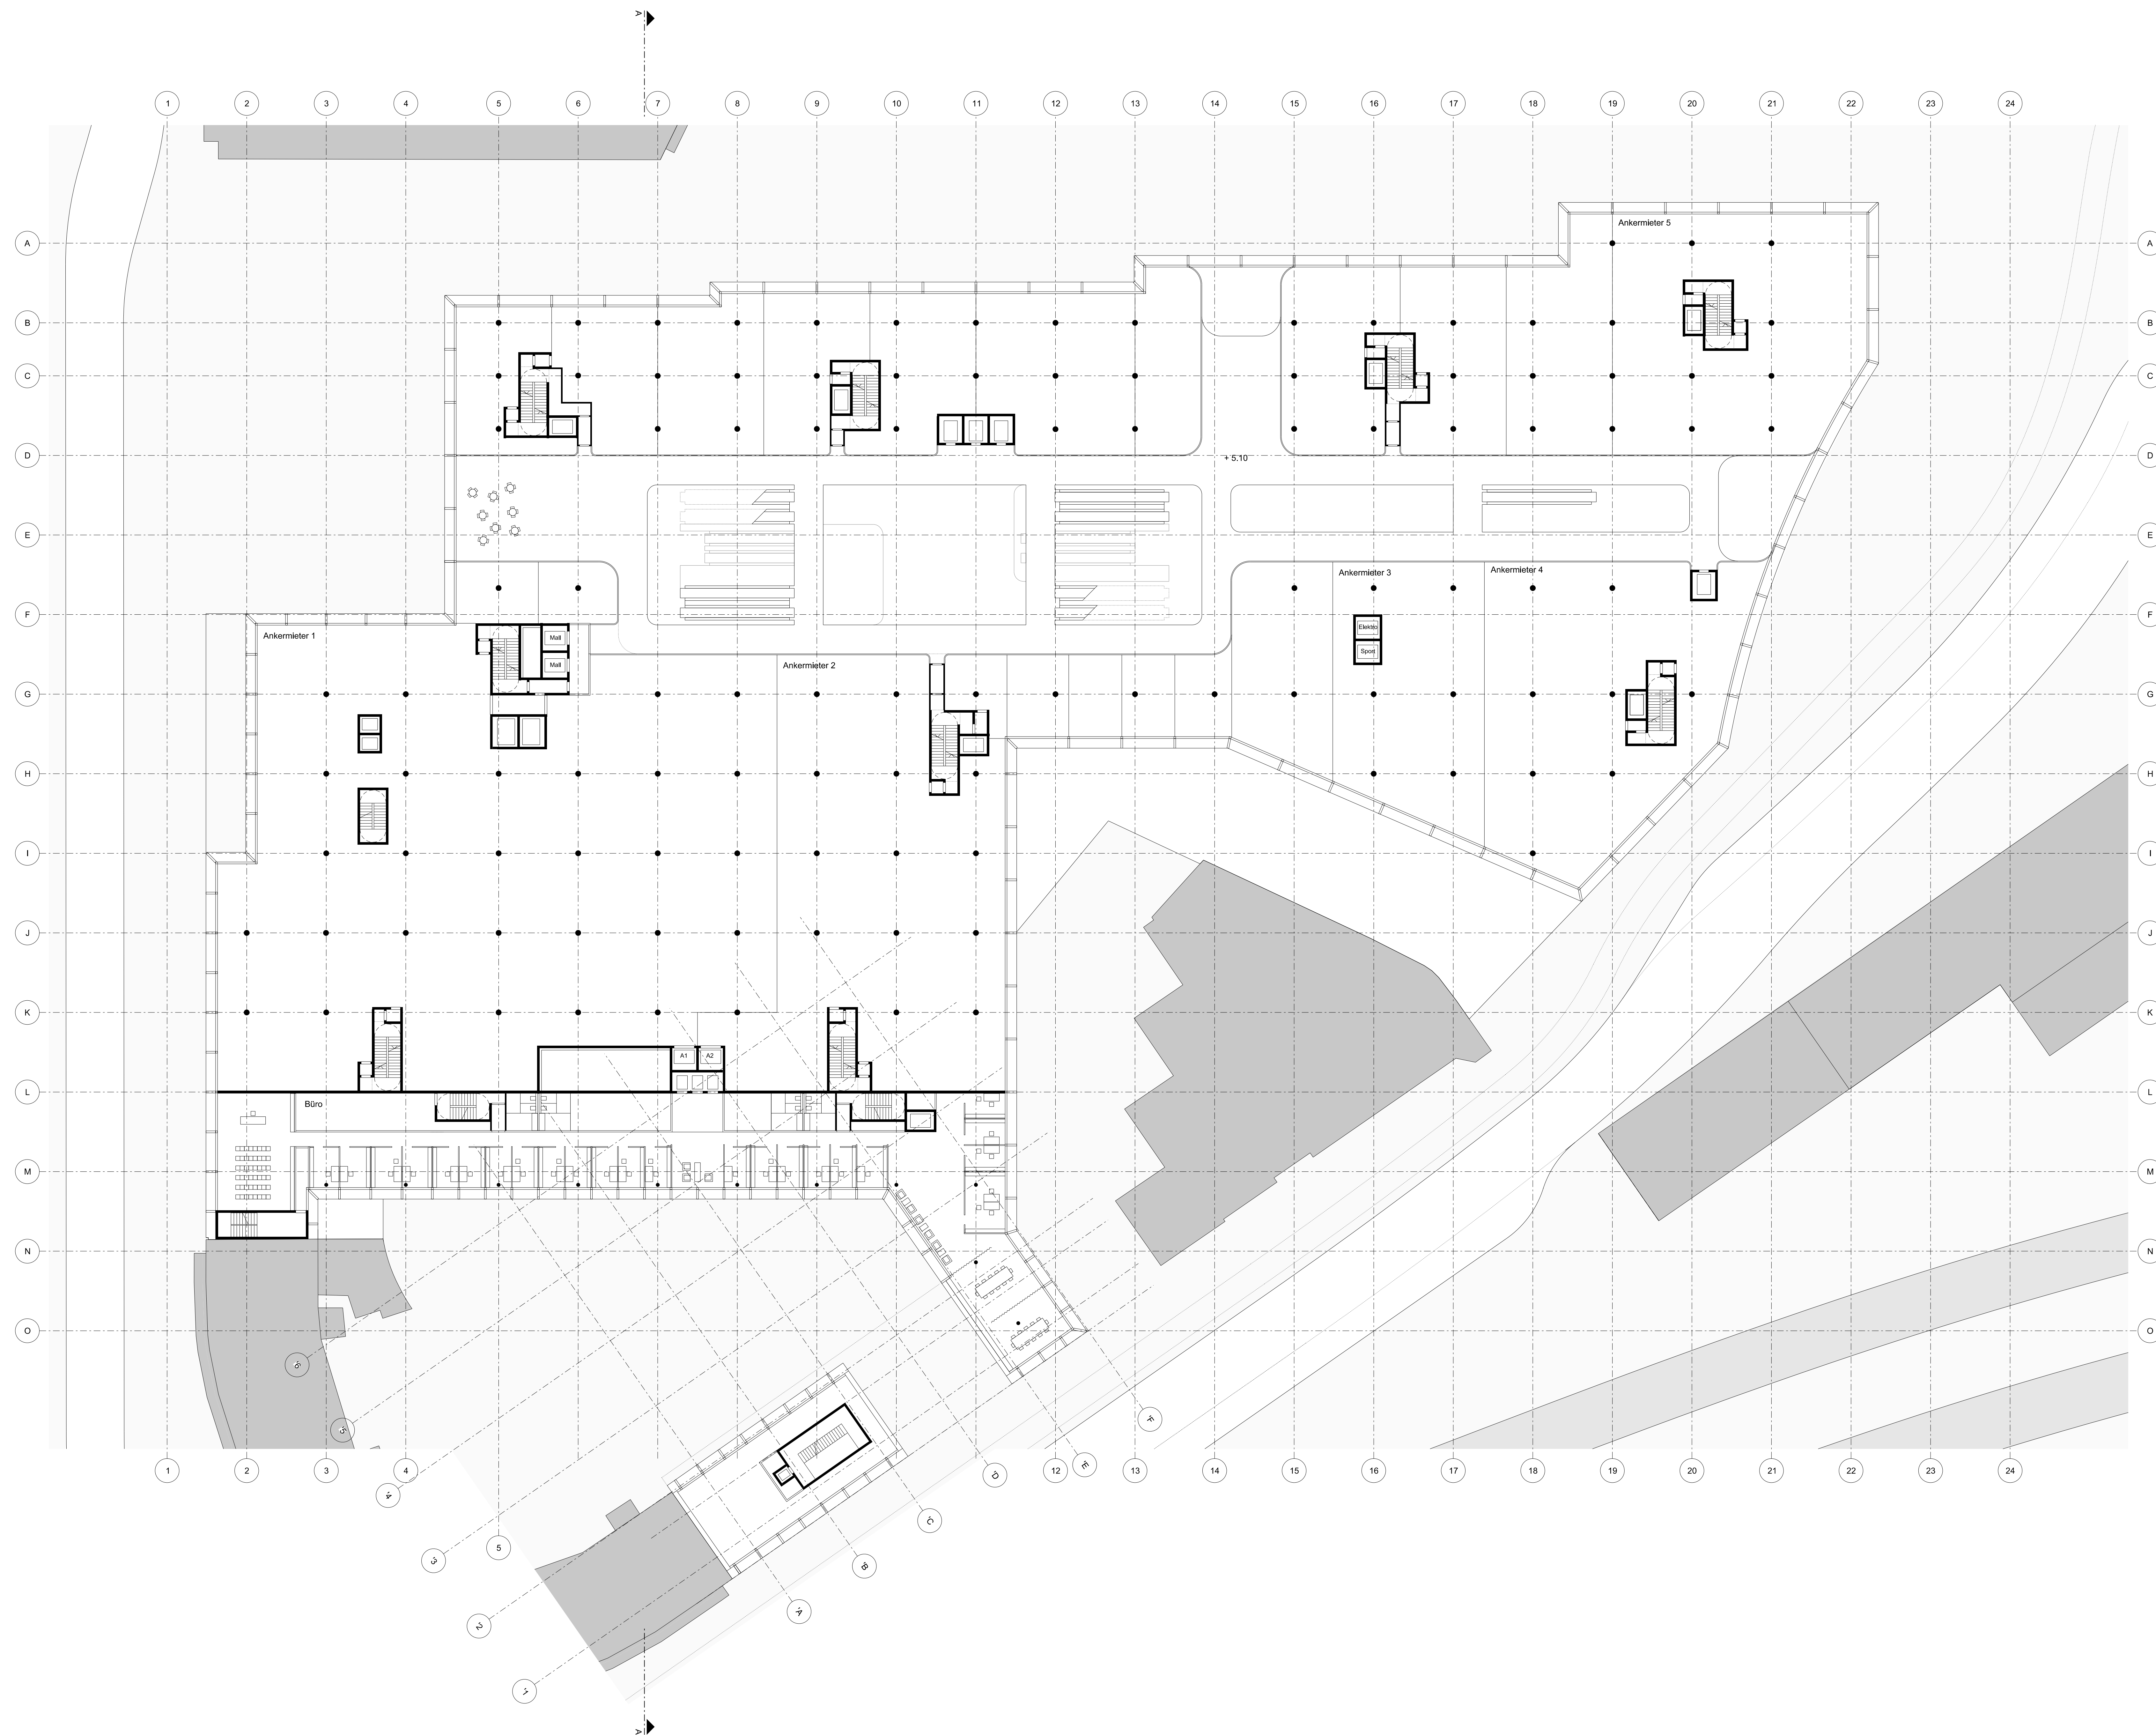 A
1 2 3 4 5 6 7 8 9 10 11 12 13 14 15 16 17 18 19 20 21 22 23 24
Ankermieter 5
A A
B B
C C
D + 5.10 D
E E
Ankermieter 3 Ankermieter 4
F F
Elektro
Ankermieter 1 Mall
Sport
Mall Ankermieter 2
G G
H H
I I
J J
K K
A1 A2
L L
Büro
M M
N N
O O
'6
'F
'5
'E
1 2 3 4 12 13 14 15 16 17 18 19 20 21 22 23 24
'D
'4
'C
5
'3
'B
'A
'2
'1
A